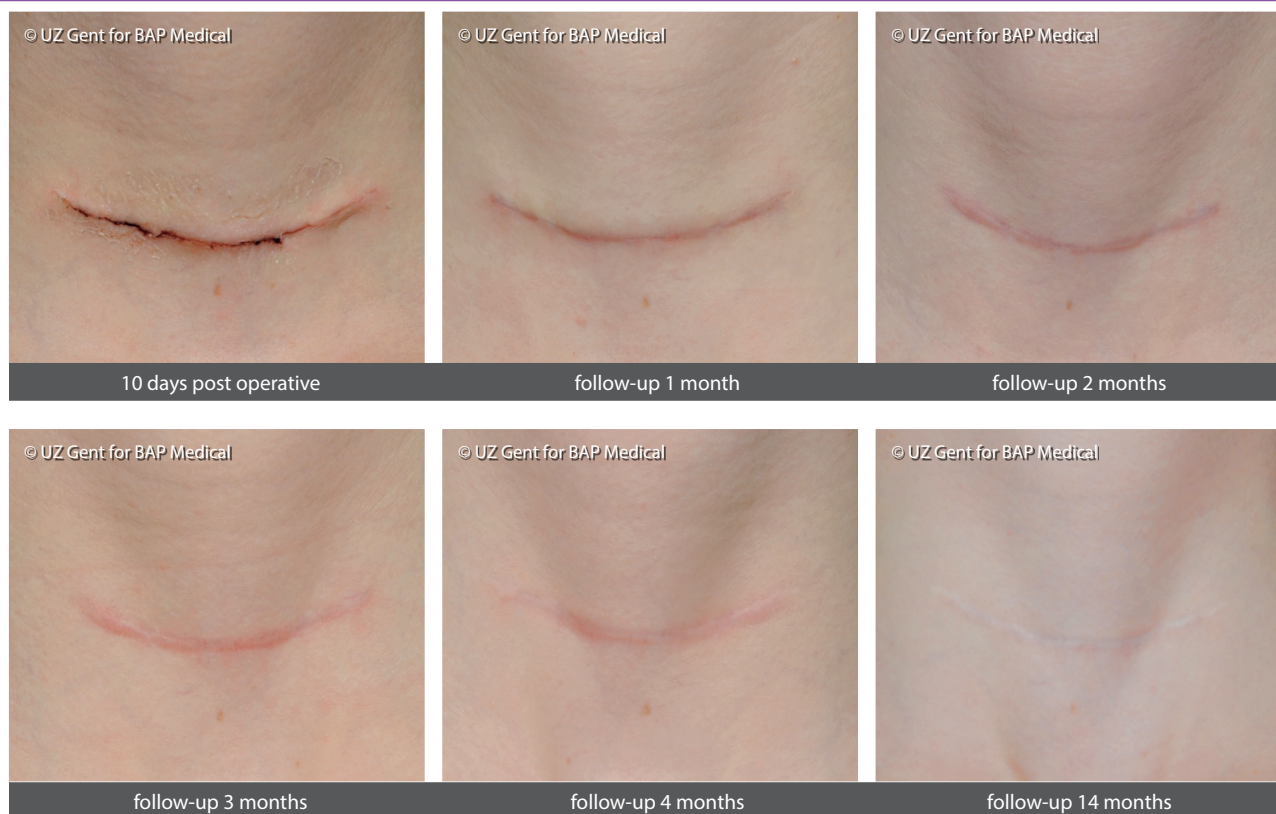 © UZ Gent for BAP Medical
© UZ Gent for BAP Medical
© UZ Gent for BAP Medical
10 days post operative
follow-up 1 month
follow-up 2 months
© UZ Gent for BAP Medical
© UZ Gent for BAP Medical
© UZ Gent for BAP Medical
follow-up 3 months
follow-up 4 months
follow-up 14 months